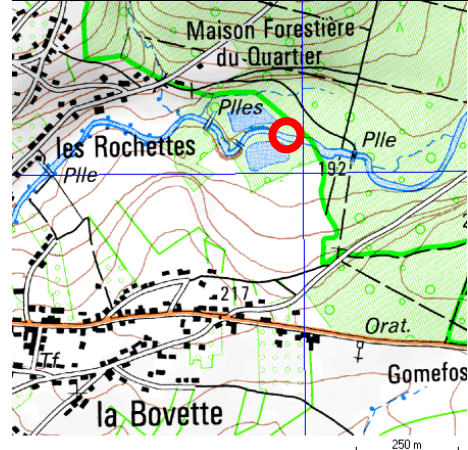 Maison Forestière
du Quartier
Plles
les Rochettes
Plle
Plle
192
217
Orat.
Tf
Gomefos
la Bovette
250 m